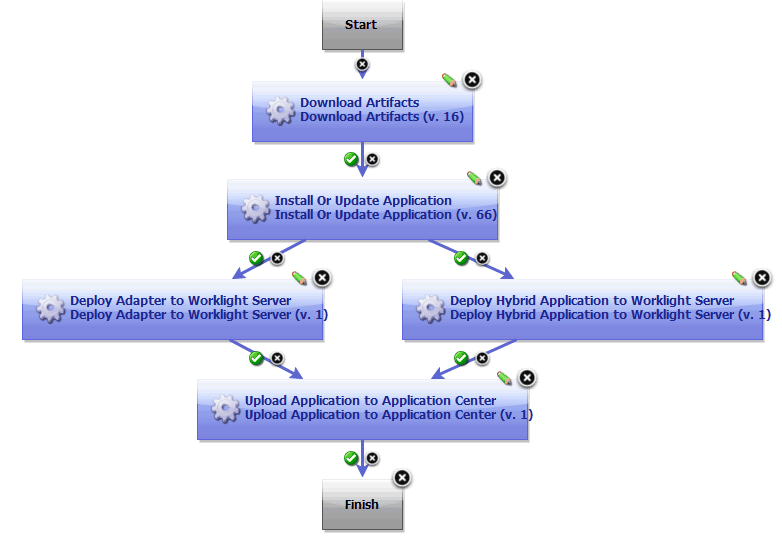 Start
Download Artifacts
Download Artifacts (v. 16)
Install Or Update Application
Install Or Update Application (v. 66)
Deploy Adapter to Worklight Server
Deploy Adapter to Worklight Server (v. 1)
Deploy Hybrid Application to Worklight Server
Deploy Hybrid Application to Worklight Server (v. 1)
Upload Application to Application Center
Upload Application to Application Center (v. 1)
Finish